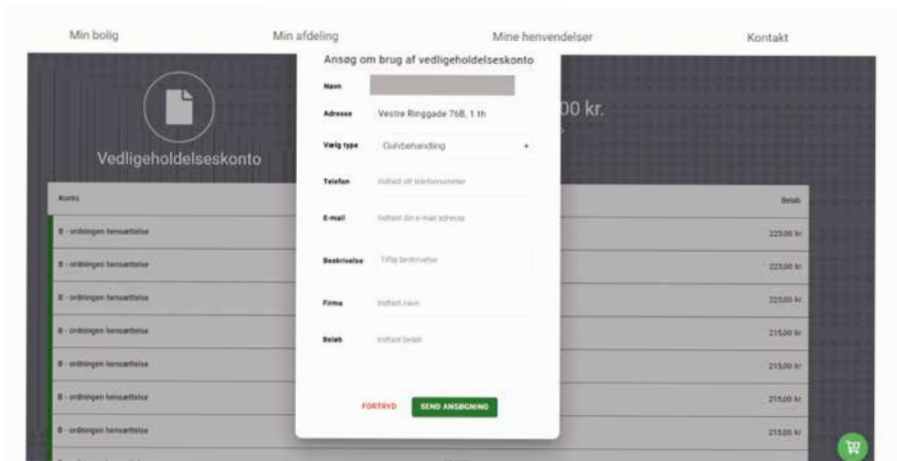 Min bolig
Min afdeling
Mine henvendelser
Kontakt
Vedligeholdelseskonto
00 kr.
Ansøg om brug af vedligeholdelseskonto
Navn
Adresse Vestre Ringgade 76B, 1.th
Vælg type Gulvbehandling
Telefon Indtast dit telefonnummer
E-mail Indtast din e-mail adresse
Beskrivelse Tilføj beskrivelse
Firma Indtast navn
Beløb Indtast beløb
FORTRYD SEND ANSØGNING
Konto Beløb
B - ordningen hensættelse 223,00 kr.
B - ordningen hensættelse 223,00 kr.
B - ordningen hensættelse 223,00 kr.
B - ordningen hensættelse 215,00 kr.
B - ordningen hensættelse 215,00 kr.
B - ordningen hensættelse 215,00 kr.
B - ordningen hensættelse 215,00 kr.